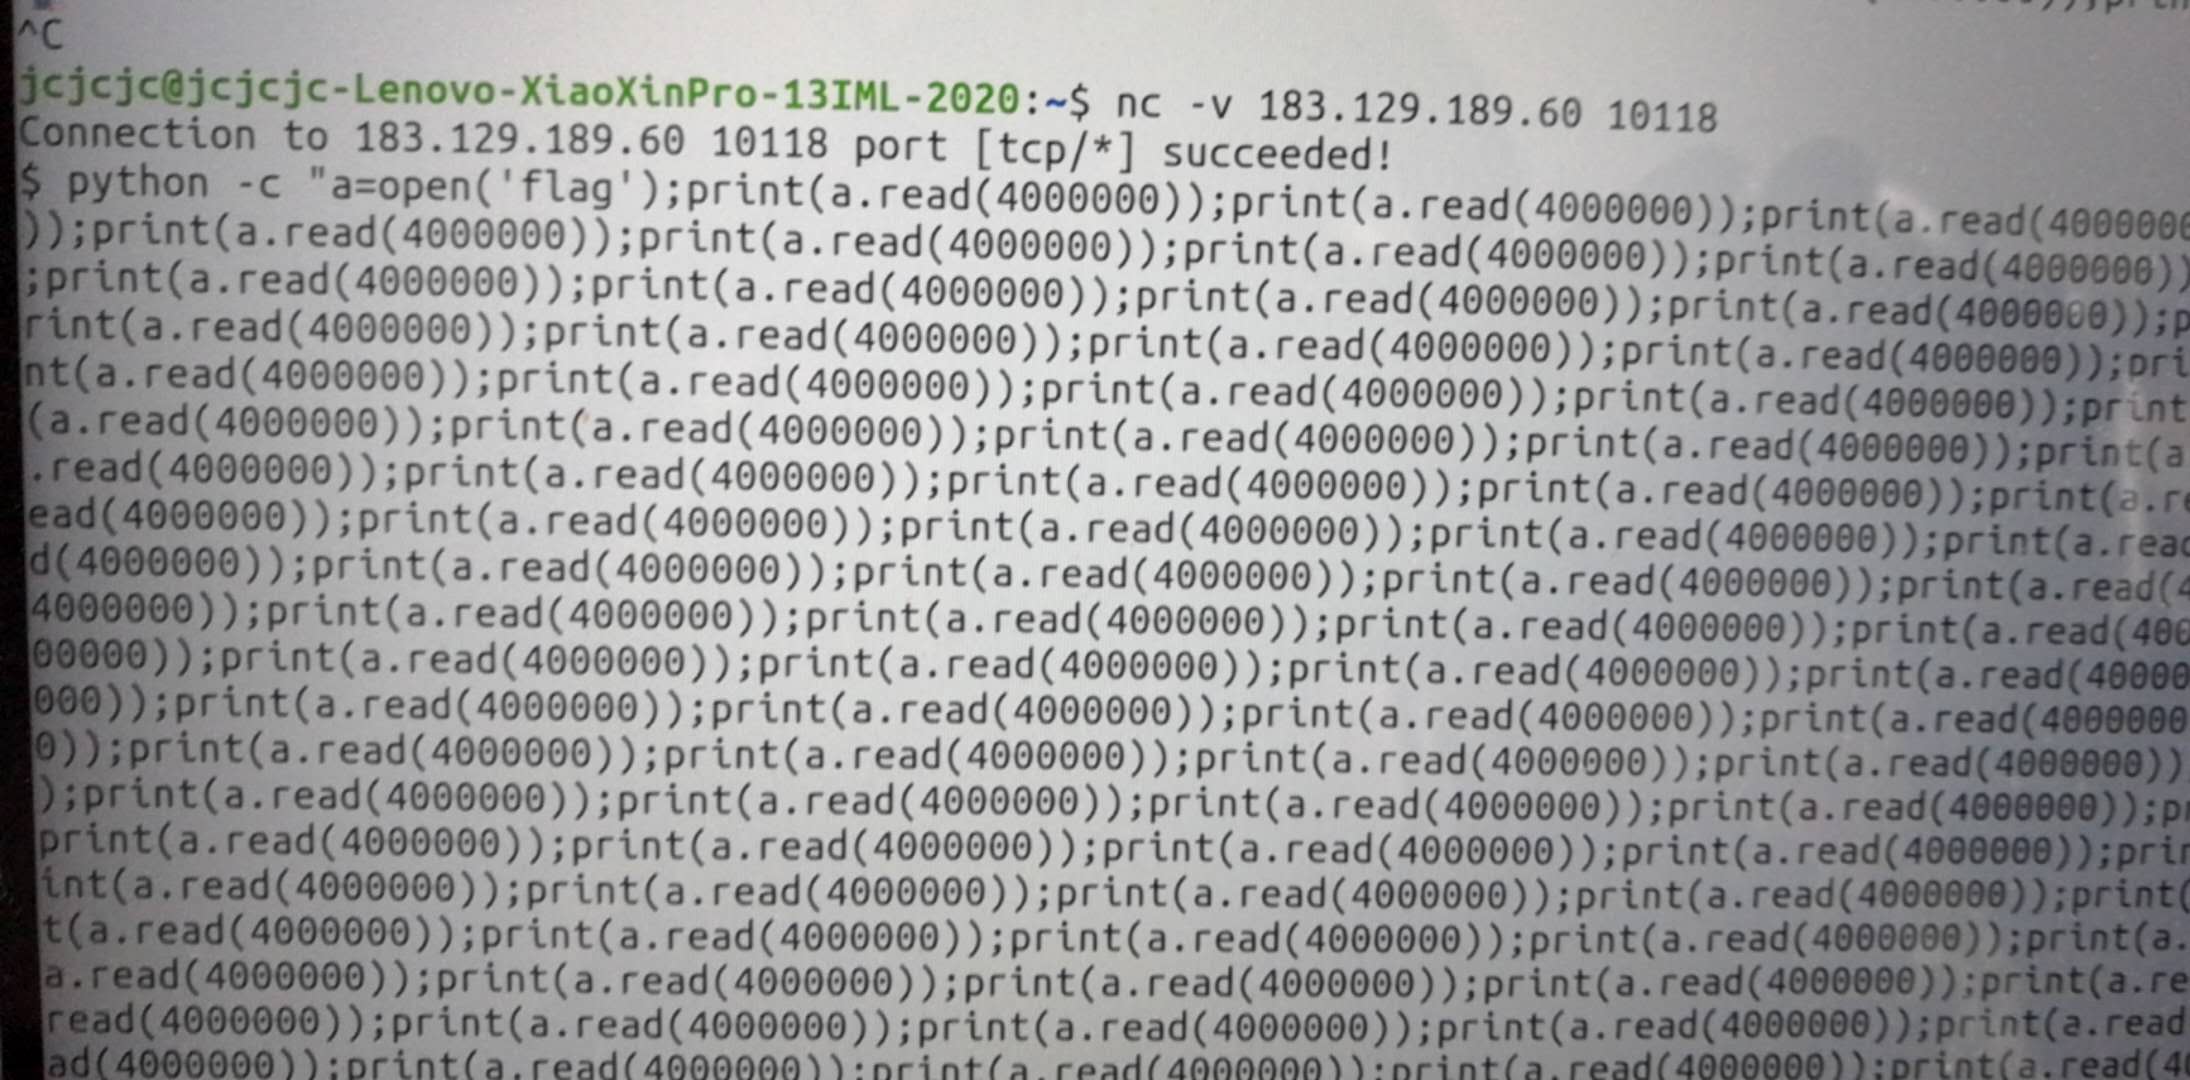 ^C
jcjcjc@jcjcjc-Lenovo-XiaoXinPro-13IML-2020:~$ nc -v 183.129.189.60 10118
Connection to 183.129.189.60 10118 port [tcp/*] succeeded!
$ python -c "a=open('flag');print(a.read(4000000));print(a.read(4000000));print(a.read(4000000
));print(a.read(4000000));print(a.read(4000000));print(a.read(4000000));print(a.read(4000000))
;print(a.read(4000000));print(a.read(4000000));print(a.read(4000000));print(a.read(4000000));p
rint(a.read(4000000));print(a.read(4000000));print(a.read(4000000));print(a.read(4000000));pri
nt(a.read(4000000));print(a.read(4000000));print(a.read(4000000));print(a.read(4000000));print
(a.read(4000000));print(a.read(4000000));print(a.read(4000000));print(a.read(4000000));print(a
.read(4000000));print(a.read(4000000));print(a.read(4000000));print(a.read(4000000));print(a.re
ead(4000000));print(a.read(4000000));print(a.read(4000000));print(a.read(4000000));print(a.read
d(4000000));print(a.read(4000000));print(a.read(4000000));print(a.read(4000000));print(a.read(4
4000000));print(a.read(4000000));print(a.read(4000000));print(a.read(4000000));print(a.read(400
00000));print(a.read(4000000));print(a.read(4000000));print(a.read(4000000));print(a.read(40000
000));print(a.read(4000000));print(a.read(4000000));print(a.read(4000000));print(a.read(4000000
0));print(a.read(4000000));print(a.read(4000000));print(a.read(4000000));print(a.read(4000000))
);print(a.read(4000000));print(a.read(4000000));print(a.read(4000000));print(a.read(4000000));pr
print(a.read(4000000));print(a.read(4000000));print(a.read(4000000));print(a.read(4000000));prin
int(a.read(4000000));print(a.read(4000000));print(a.read(4000000));print(a.read(4000000));print(
t(a.read(4000000));print(a.read(4000000));print(a.read(4000000));print(a.read(4000000));print(a.
a.read(4000000));print(a.read(4000000));print(a.read(4000000));print(a.read(4000000));print(a.re
read(4000000));print(a.read(4000000));print(a.read(4000000));print(a.read(4000000));print(a.read
ad(4000000));print(a.read(4000000));print(a.read(4000000));print(a.read(4000000));print(a.read(40